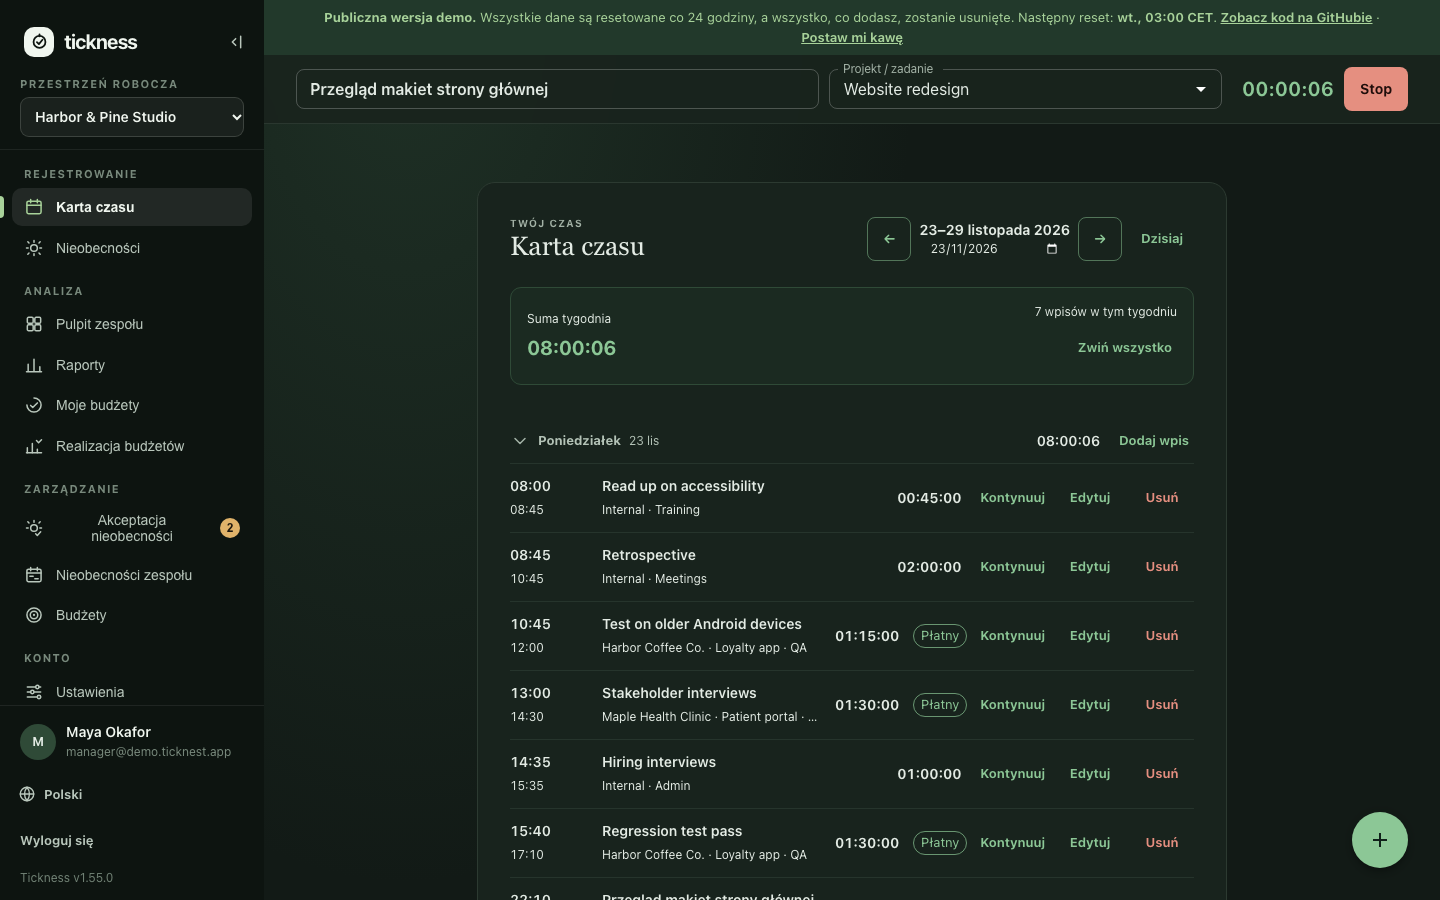 tickness
PRZESTRZEŃ ROBOCZA
Harbor & Pine Studio
REJESTROWANIE
Karta czasu
Nieobecności
ANALIZA
Pulpit zespołu
Raporty
Moje budżety
Realizacja budżetów
ZARZĄDZANIE
Akceptacja
nieobecności
2
Nieobecności zespołu
Budżety
KONTO
Ustawienia
M
Maya Okafor
manager@demo.ticknest.app
Polski
Wyloguj się
Tickness v1.55.0
Publiczna wersja demo. Wszystkie dane są resetowane co 24 godziny, a wszystko, co dodasz, zostanie usunięte. Następny reset: wt., 03:00 CET. Zobacz kod na GitHubie ·
Postaw mi kawę
Przegląd makiet strony głównej
Projekt / zadanie
Website redesign
00:00:06
Stop
TWÓJ CZAS
Karta czasu
23–29 listopada 2026
23/11/2026
Dzisiaj
Suma tygodnia
08:00:06
7 wpisów w tym tygodniu
Zwiń wszystko
Poniedziałek 23 lis 08:00:06 Dodaj wpis
08:00 Read up on accessibility 00:45:00 Kontynuuj Edytuj Usuń
08:45 Internal · Training
08:45 Retrospective 02:00:00 Kontynuuj Edytuj Usuń
10:45 Internal · Meetings
10:45 Test on older Android devices 01:15:00 Płatny Kontynuuj Edytuj Usuń
12:00 Harbor Coffee Co. · Loyalty app · QA
13:00 Stakeholder interviews 01:30:00 Płatny Kontynuuj Edytuj Usuń
14:30 Maple Health Clinic · Patient portal · ...
14:35 Hiring interviews 01:00:00 Kontynuuj Edytuj Usuń
15:35 Internal · Admin
15:40 Regression test pass 01:30:00 Płatny Kontynuuj Edytuj Usuń
17:10 Harbor Coffee Co. · Loyalty app · QA
22:10 Przegląd makiet strony głównej